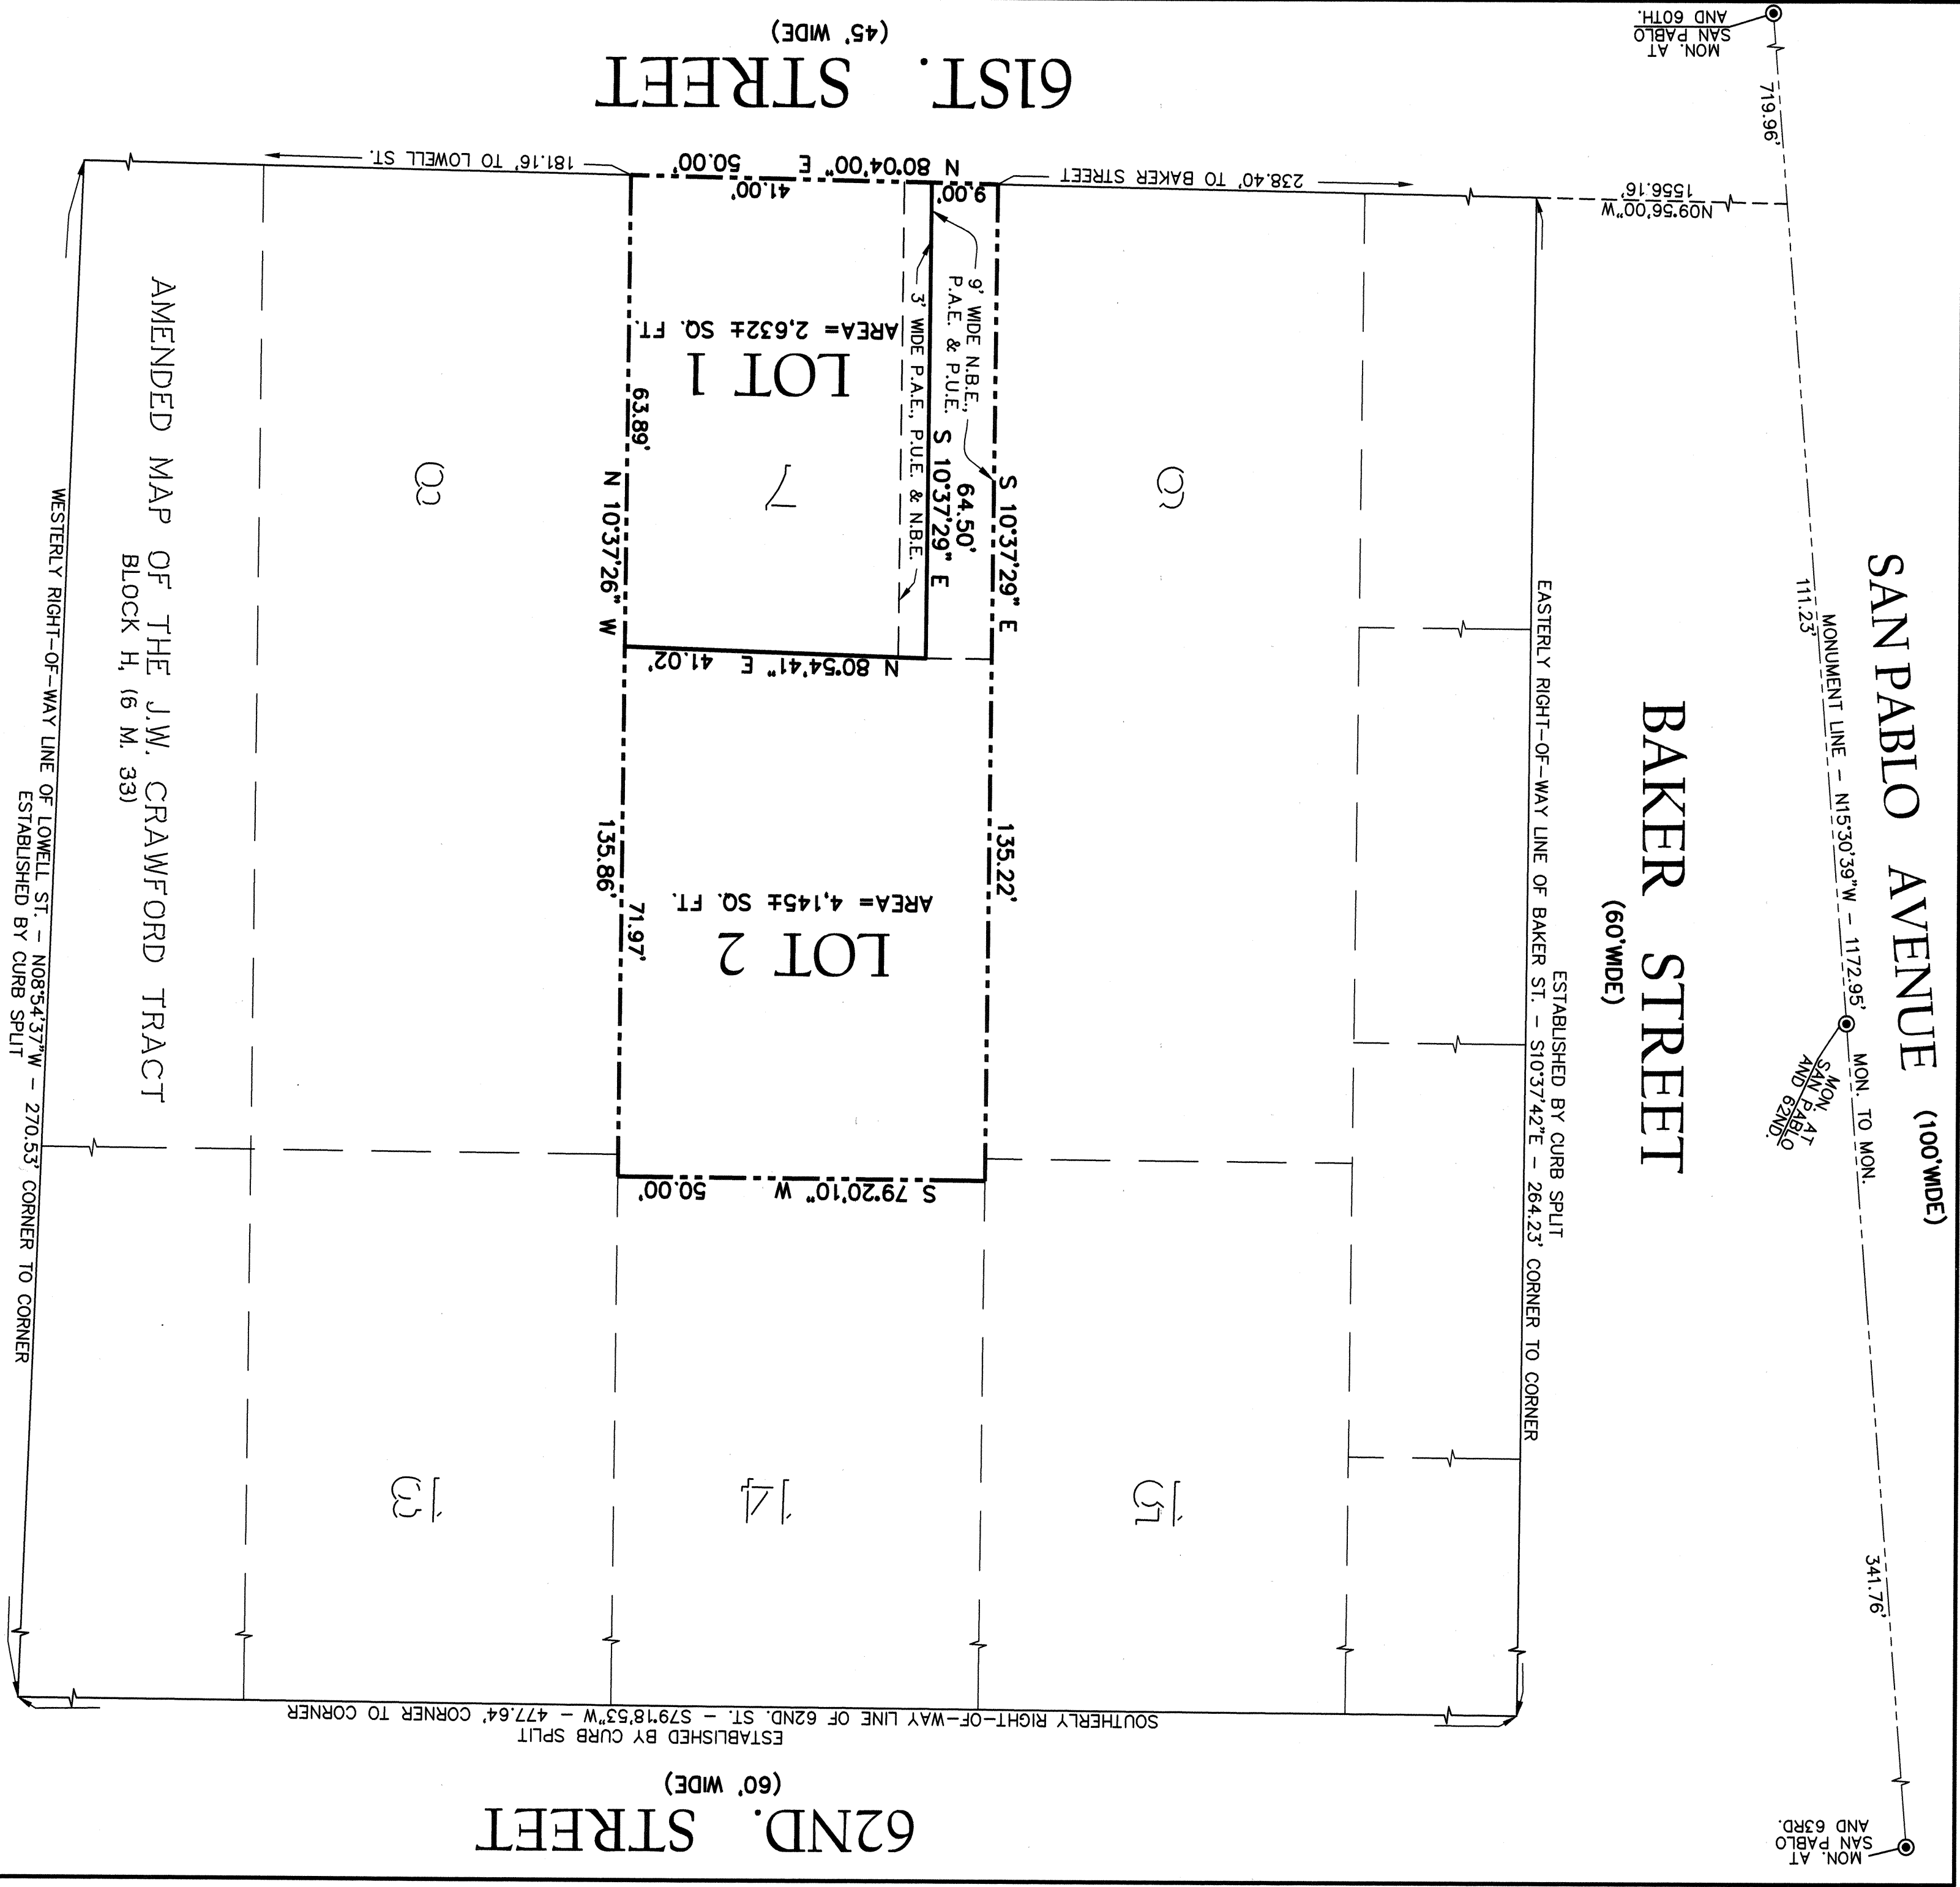 62ND. STREET
(60' WIDE)
ESTABLISHED BY CURB SPLIT
SOUTHERLY RIGHT-OF-WAY LINE OF 62ND. ST. - S79°18'53"W - 477.64' CORNER TO CORNER
MON. AT
SAN PABLO
AND 63RD.
341.76'
SAN PABLO AVENUE (100'WIDE)
MONUMENT LINE - N15°30'39"W - 1172.95' MON. TO MON.
MON. AT
SAN PABLO
AND 62ND.
111.23'
719.96'
MON. AT
SAN PABLO
AND 60TH.
BAKER STREET
(60'WIDE)
ESTABLISHED BY CURB SPLIT
EASTERLY RIGHT-OF-WAY LINE OF BAKER ST. - S10°37'42"E - 264.23' CORNER TO CORNER
N09°56'00"W
1556.16'
15
14
13
S 79°20'10" W 50.00'
LOT 2
AREA= 4,145± SQ. FT.
135.22'
S 10°37'29" E
71.97'
135.86'
N 80°54'41" E 41.02'
6
7
8
LOT 1
AREA= 2,632± SQ. FT.
63.89'
N 10°37'26" W
64.50'
S 10°37'29" E
9' WIDE N.B.E.,
P.A.E. & P.U.E.
3' WIDE P.A.E., P.U.E. & N.B.E.
9.00'
41.00'
N 80°04'00" E 50.00'
238.40' TO BAKER STREET
181.16' TO LOWELL ST.
61ST. STREET
(45' WIDE)
AMENDED MAP OF THE J.W. CRAWFORD TRACT
BLOCK H, (6 M. 33)
WESTERLY RIGHT-OF-WAY LINE OF LOWELL ST. - N08°54'37"W - 270.53' CORNER TO CORNER
ESTABLISHED BY CURB SPLIT